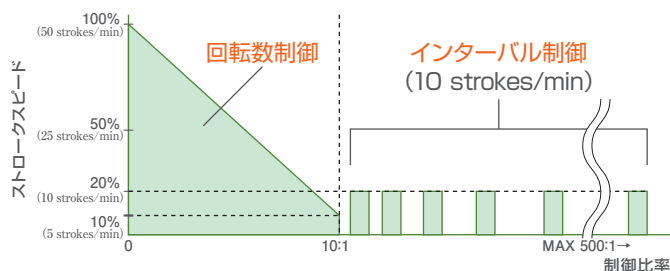 100%
(50 strokes/min)
回転数制御
インターバル制御
(10 strokes/min)
ストロークスピード
50%
(25 strokes/min)
20%
(10 strokes/min)
10%
(5 strokes/min)
0
10:1
MAX 500:1→
制御比率